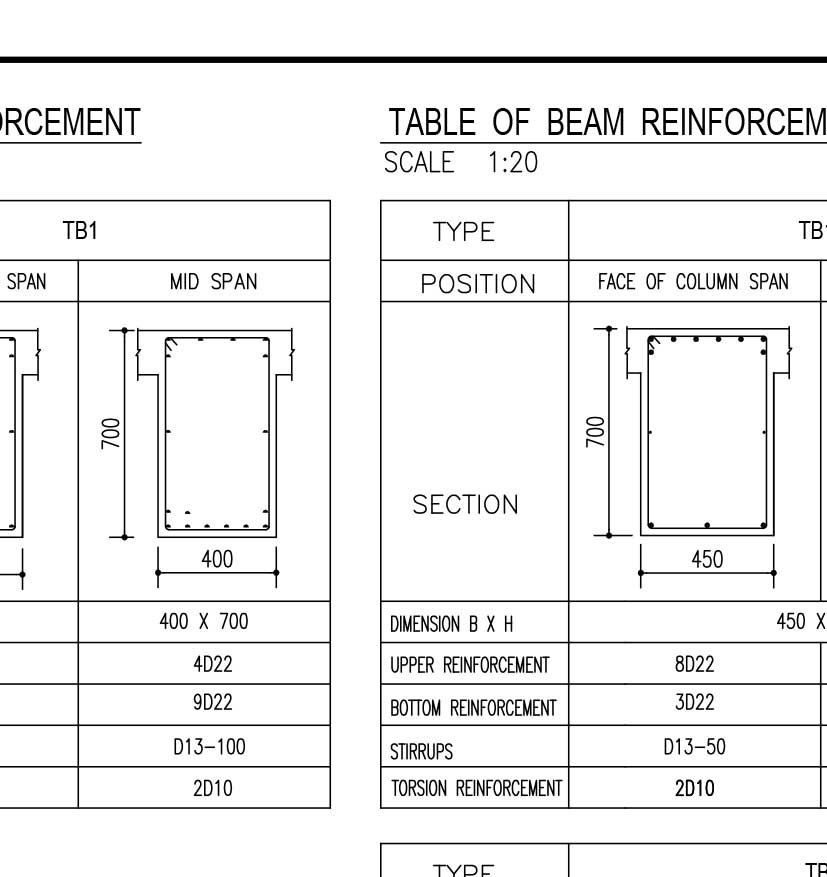 ORCEMENT
TB1
SPAN MID SPAN
700
400
400 X 700
4D22
9D22
D13-100
2D10
TABLE OF BEAM REINFORCEM
SCALE 1:20
TYPE TB1
POSITION FACE OF COLUMN SPAN
SECTION
700
450
DIMENSION B X H 450 X
UPPER REINFORCEMENT 8D22
BOTTOM REINFORCEMENT 3D22
STIRRUPS D13-50
TORSION REINFORCEMENT 2D10
TYPE TB